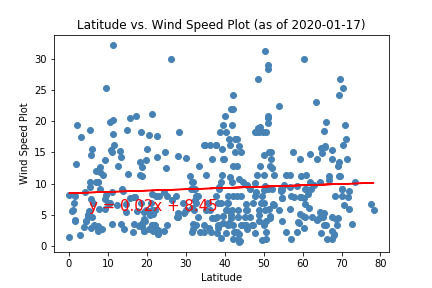 Latitude vs. Wind Speed Plot (as of 2020-01-17)
Wind Speed Plot
30
25
20
15
10
5
0
y = 0.02x + 8.45
0 10 20 30 40 50 60 70 80
Latitude